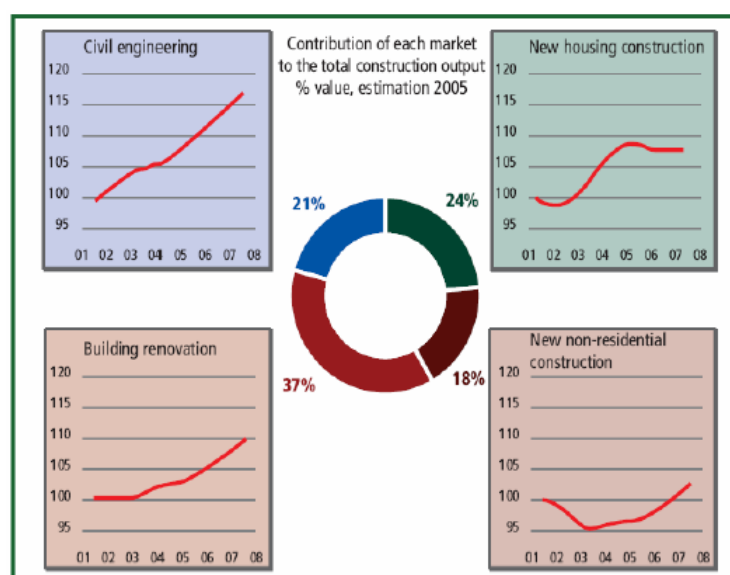 Civil engineering
120
115
110
105
100
95
01 02 03 04 05 06 07 08
Contribution of each market
to the total construction output
% value, estimation 2005
21%
24%
37%
18%
New housing construction
120
115
110
105
100
95
01 02 03 04 05 06 07 08
Building renovation
120
115
110
105
100
95
01 02 03 04 05 06 07 08
New non-residential
construction
120
115
110
105
100
95
01 02 03 04 05 06 07 08